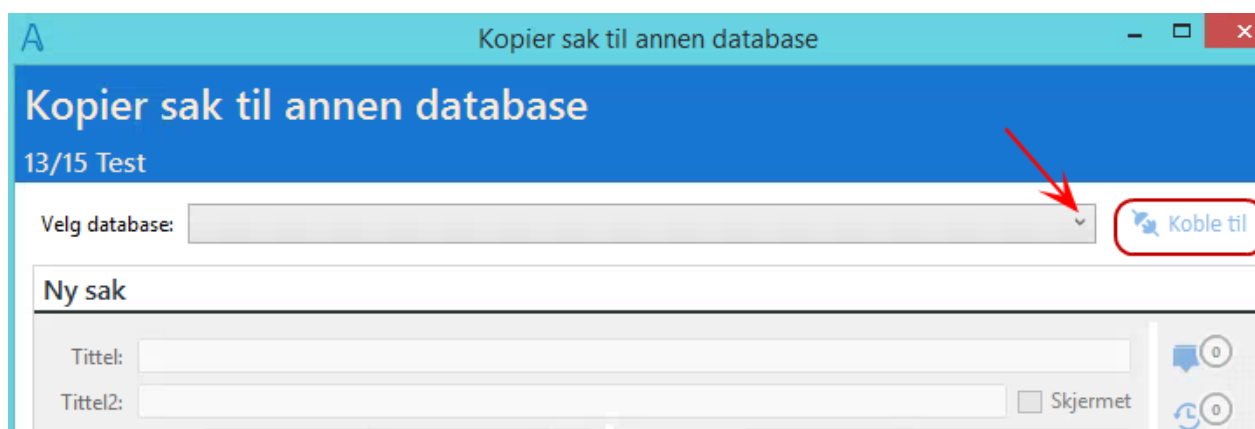 Kopier sak til annen database
Kopier sak til annen database
13/15 Test
Velg database:
Koble til
Ny sak
Tittel:
0
Tittel2:
Skjermet
0